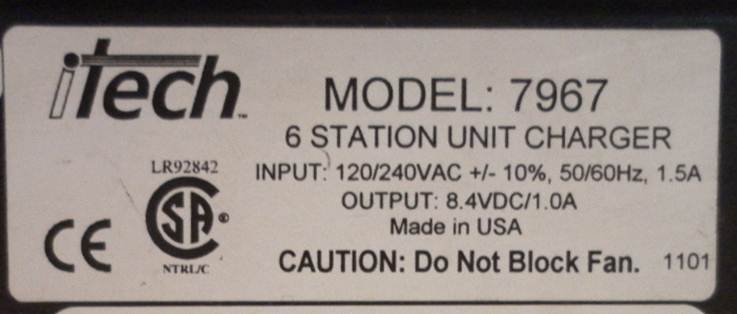 iTech™
MODEL: 7967
6 STATION UNIT CHARGER
LR92842
INPUT: 120/240VAC +/- 10%, 50/60Hz, 1.5A
OUTPUT: 8.4VDC/1.0A
Made in USA
CE
SA®
NTRL/C
CAUTION: Do Not Block Fan.
1101